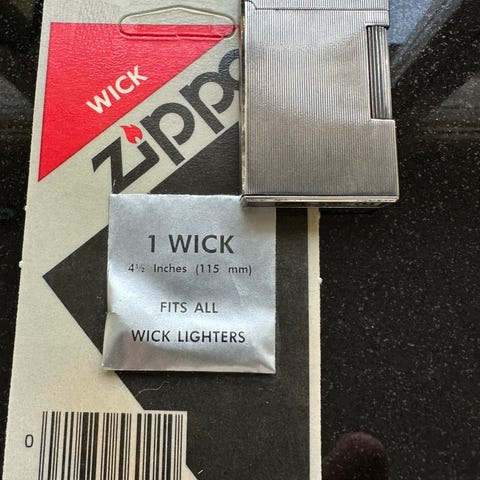 WICK
zippo
1 WICK
4½ Inches (115 mm)
FITS ALL
WICK LIGHTERS
0